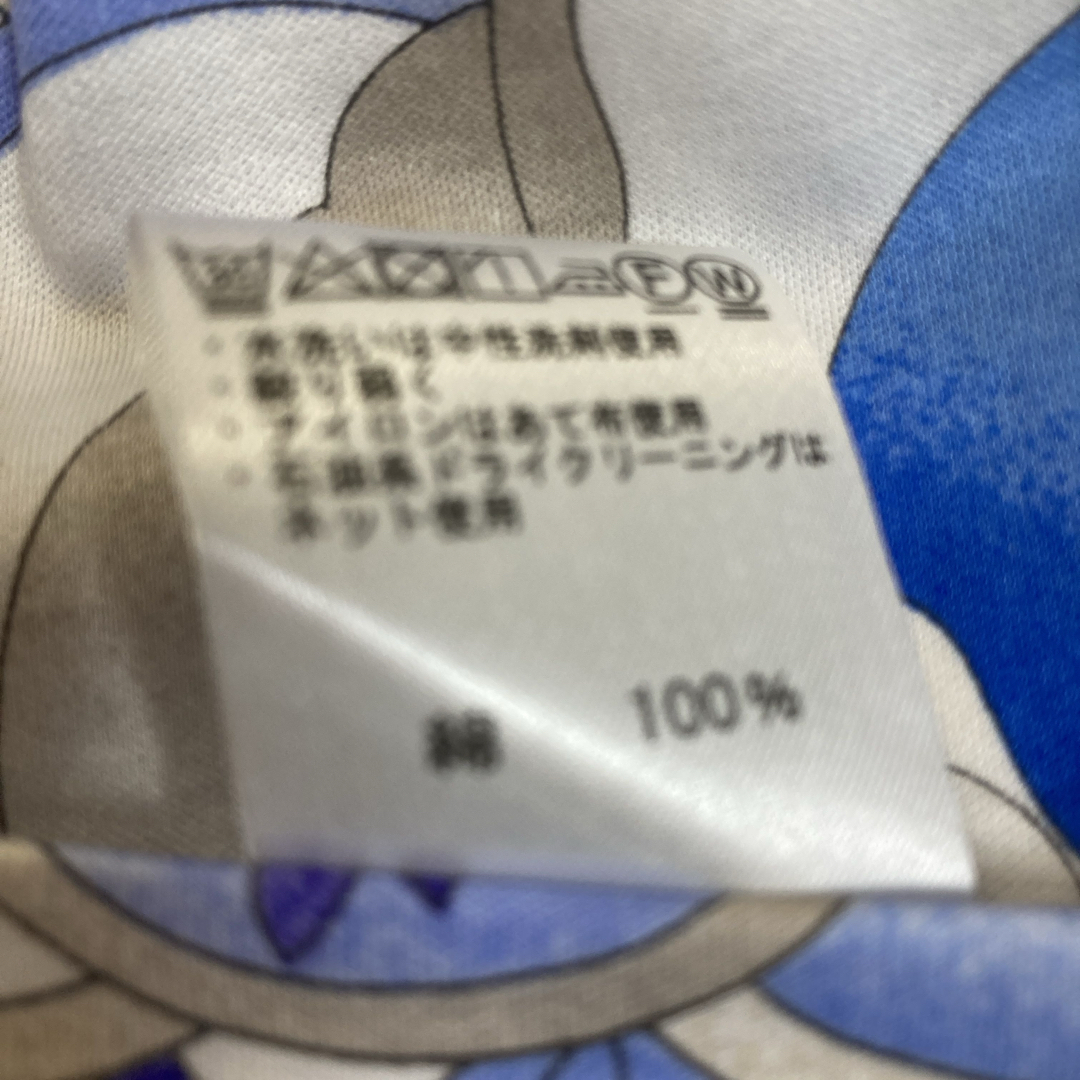 F W
・水洗いは中性洗剤使用
・絞り弱く
・アイロンはあて布使用
・石油系ドライクリーニングは
ネット使用
綿 100%